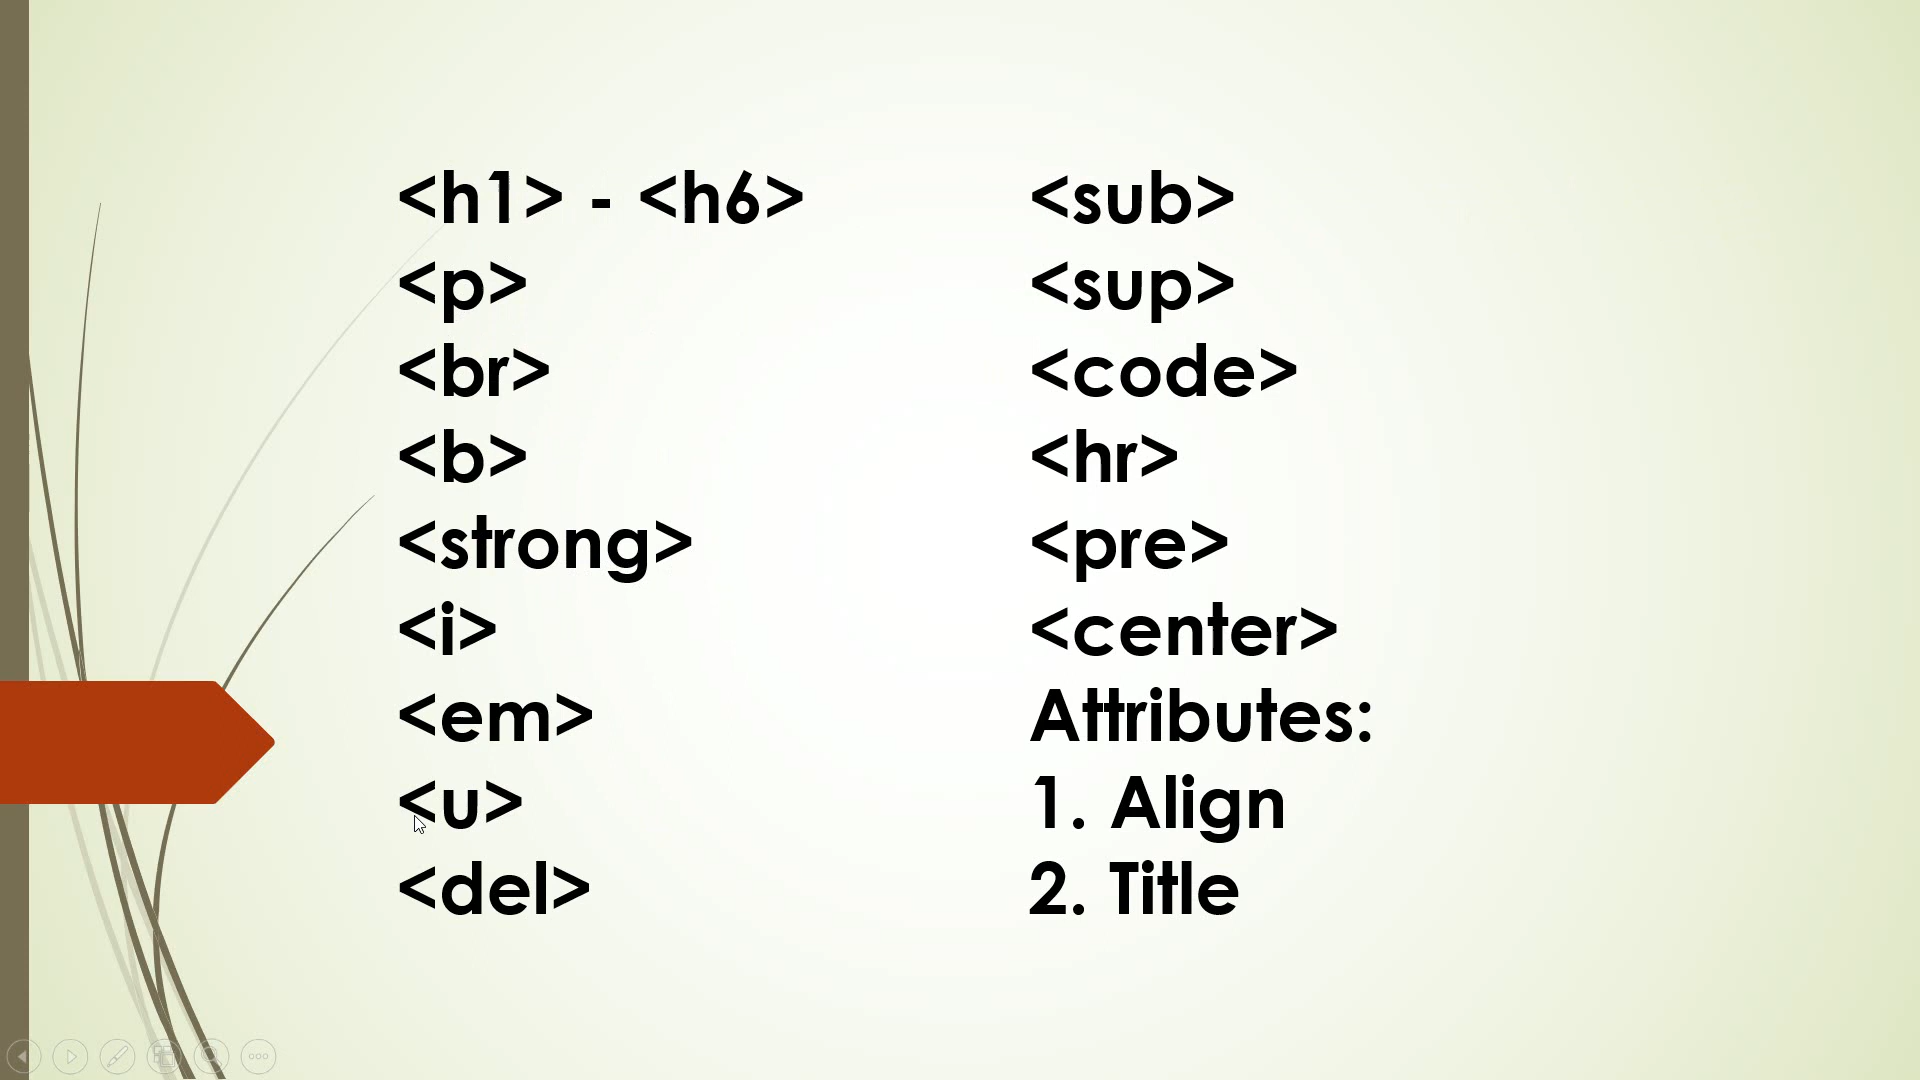 <h1> - <h6>
<p>
<br>
<b>
<strong>
<i>
<em>
<u>
<del>
<sub>
<sup>
<code>
<hr>
<pre>
<center>
Attributes:
1. Align
2. Title